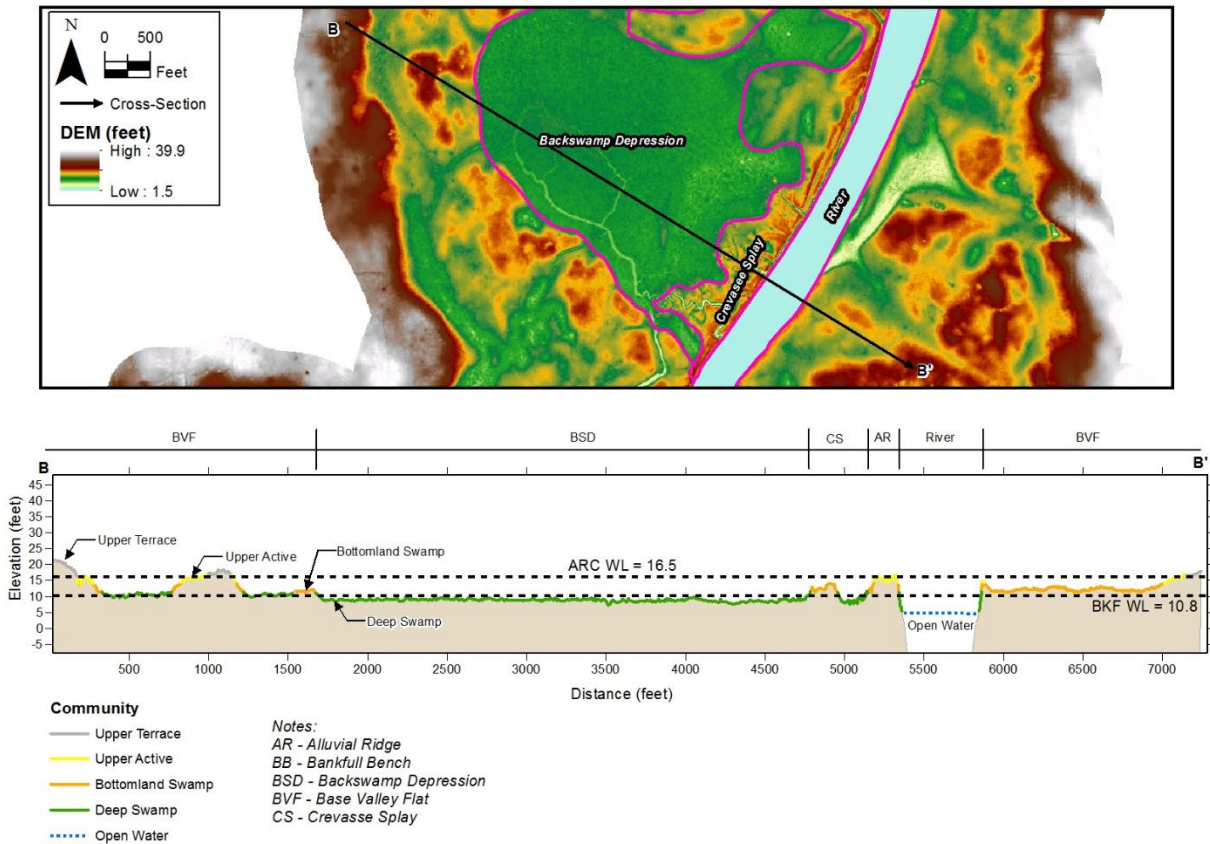 N
0 500
Feet
Cross-Section
DEM (feet)
High : 39.9
Low : 1.5
B
Backswamp Depression
River
Crevasee Splay
B'
BVF BSD CS AR River BVF
B B'
Elevation (feet)
45
40
35
30
25
20
15
10
5
0
-5
Upper Terrace
Upper Active
Bottomland Swamp
Deep Swamp
ARC WL = 16.5
BKF WL = 10.8
Open Water
500 1000 1500 2000 2500 3000 3500 4000 4500 5000 5500 6000 6500 7000
Distance (feet)
Community
Upper Terrace
Upper Active
Bottomland Swamp
Deep Swamp
Open Water
Notes:
AR - Alluvial Ridge
BB - Bankfull Bench
BSD - Backswamp Depression
BVF - Base Valley Flat
CS - Crevasse Splay